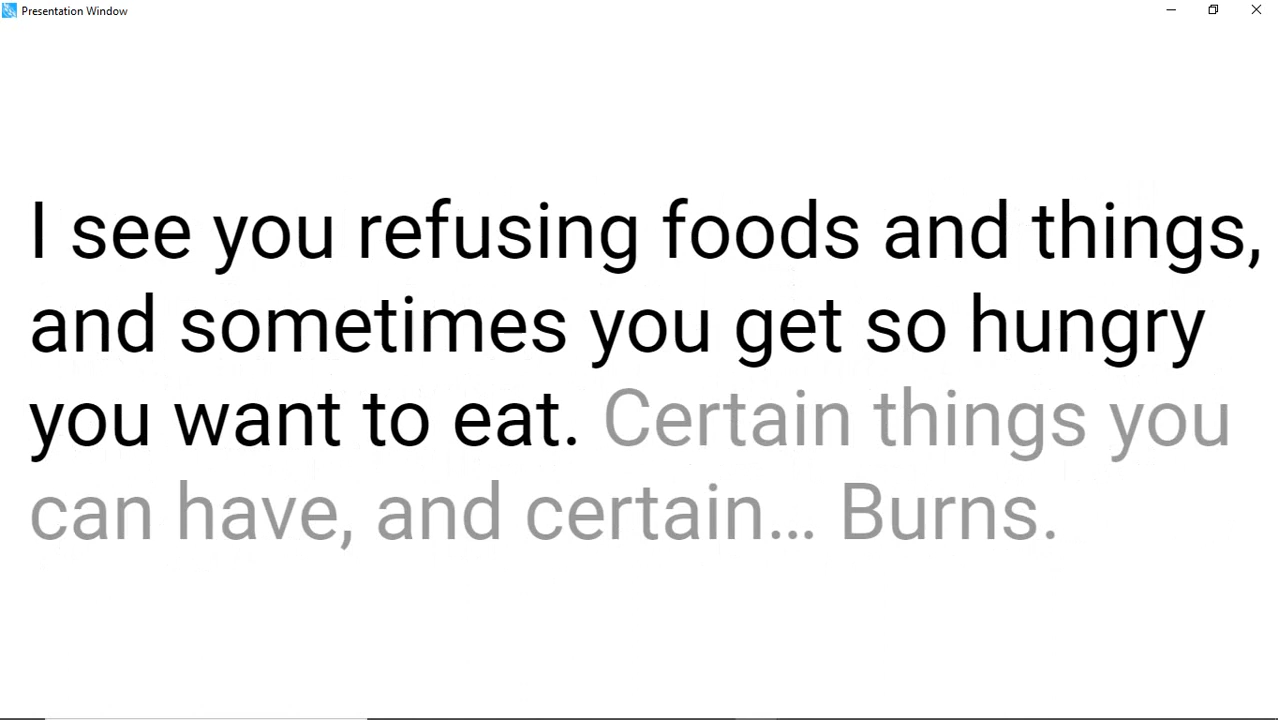 Presentation Window
I see you refusing foods and things,
and sometimes you get so hungry
you want to eat. Certain things you
can have, and certain... Burns.